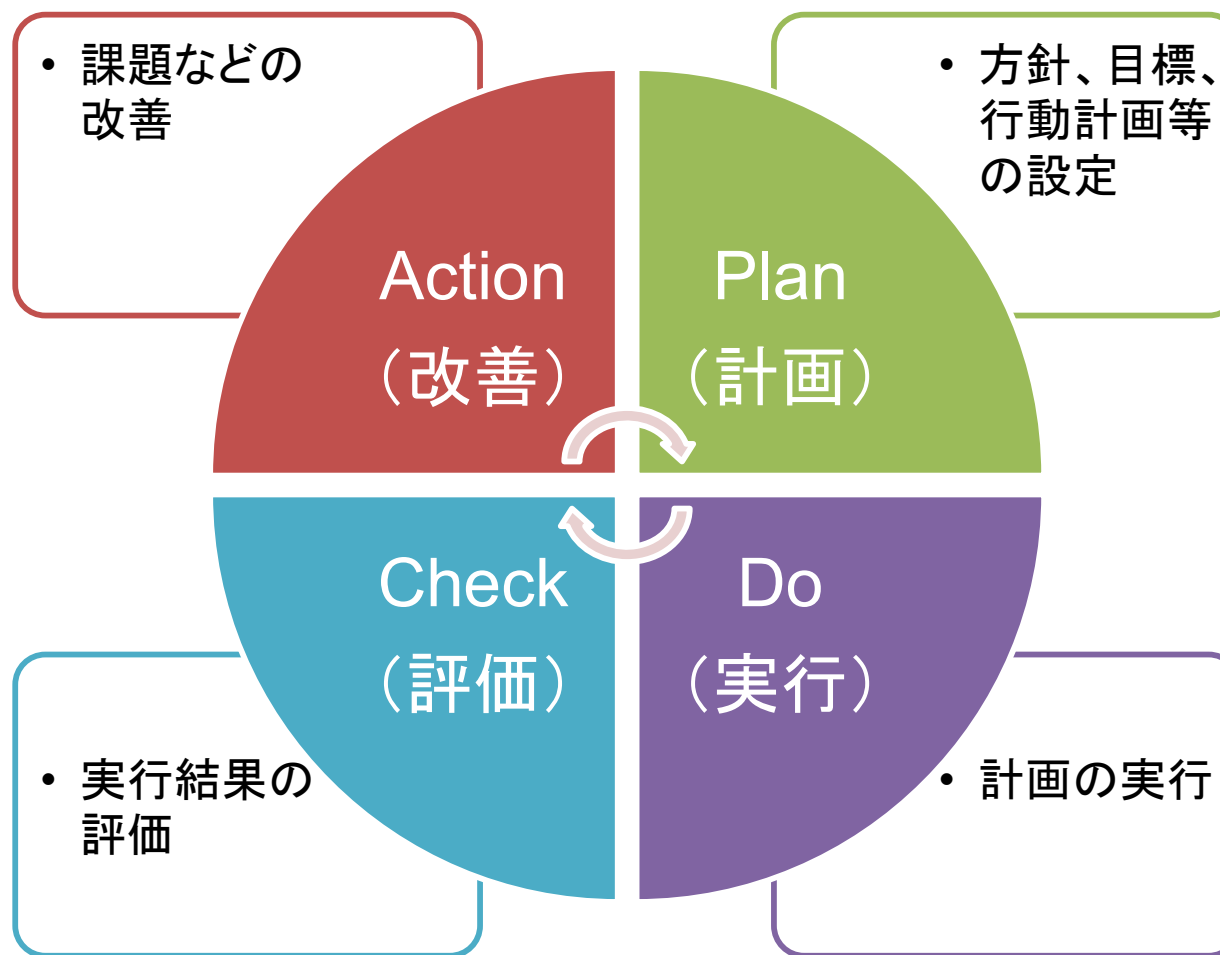 • 課題などの
改善
• 方針、目標、
行動計画等
の設定
Action
（改善）
Plan
（計画）
Check
（評価）
Do
（実行）
• 実行結果の
評価
• 計画の実行